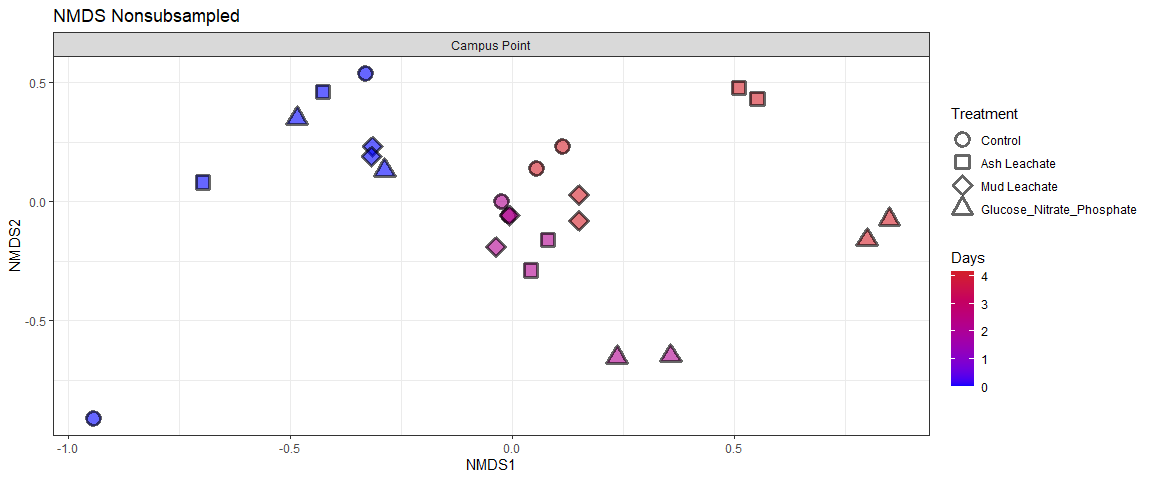 NMDS Nonsubsampled
Campus Point
0.5
0.0
-0.5
NMDS2
-1.0
-0.5
0.0
0.5
NMDS1
Treatment
Control
Ash Leachate
Mud Leachate
Glucose_Nitrate_Phosphate
Days
4
3
2
1
0